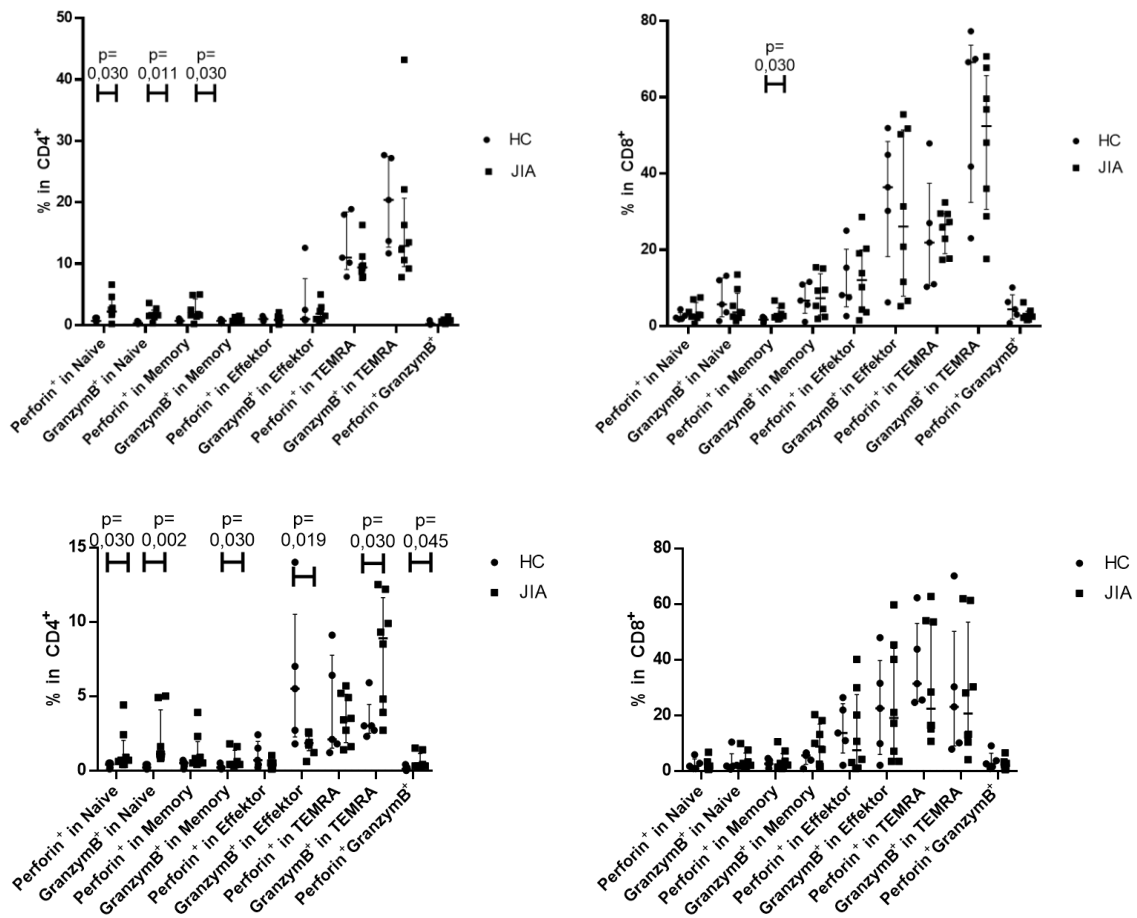 50
40
30
20
10
0
% in CD4⁺
p=
0,030
p=
0,011
p=
0,030
HC
JIA
Perforin⁺ in Naive
GranzymB⁺ in Naive
Perforin⁺ in Memory
GranzymB⁺ in Memory
Perforin⁺ in Effektor
GranzymB⁺ in Effektor
Perforin⁺ in TEMRA
GranzymB⁺ in TEMRA
Perforin⁺GranzymB⁺
80
60
40
20
0
% in CD8⁺
p=
0,030
HC
JIA
Perforin⁺ in Naive
GranzymB⁺ in Naive
Perforin⁺ in Memory
GranzymB⁺ in Memory
Perforin⁺ in Effektor
GranzymB⁺ in Effektor
Perforin⁺ in TEMRA
GranzymB⁺ in TEMRA
Perforin⁺GranzymB⁺
15
10
5
0
% in CD4⁺
p=
0,030
p=
0,002
p=
0,030
p=
0,019
p=
0,030
p=
0,045
HC
JIA
Perforin⁺ in Naive
GranzymB⁺ in Naive
Perforin⁺ in Memory
GranzymB⁺ in Memory
Perforin⁺ in Effektor
GranzymB⁺ in Effektor
Perforin⁺ in TEMRA
GranzymB⁺ in TEMRA
Perforin⁺GranzymB⁺
80
60
40
20
0
% in CD8⁺
HC
JIA
Perforin⁺ in Naive
GranzymB⁺ in Naive
Perforin⁺ in Memory
GranzymB⁺ in Memory
Perforin⁺ in Effektor
GranzymB⁺ in Effektor
Perforin⁺ in TEMRA
GranzymB⁺ in TEMRA
Perforin⁺GranzymB⁺